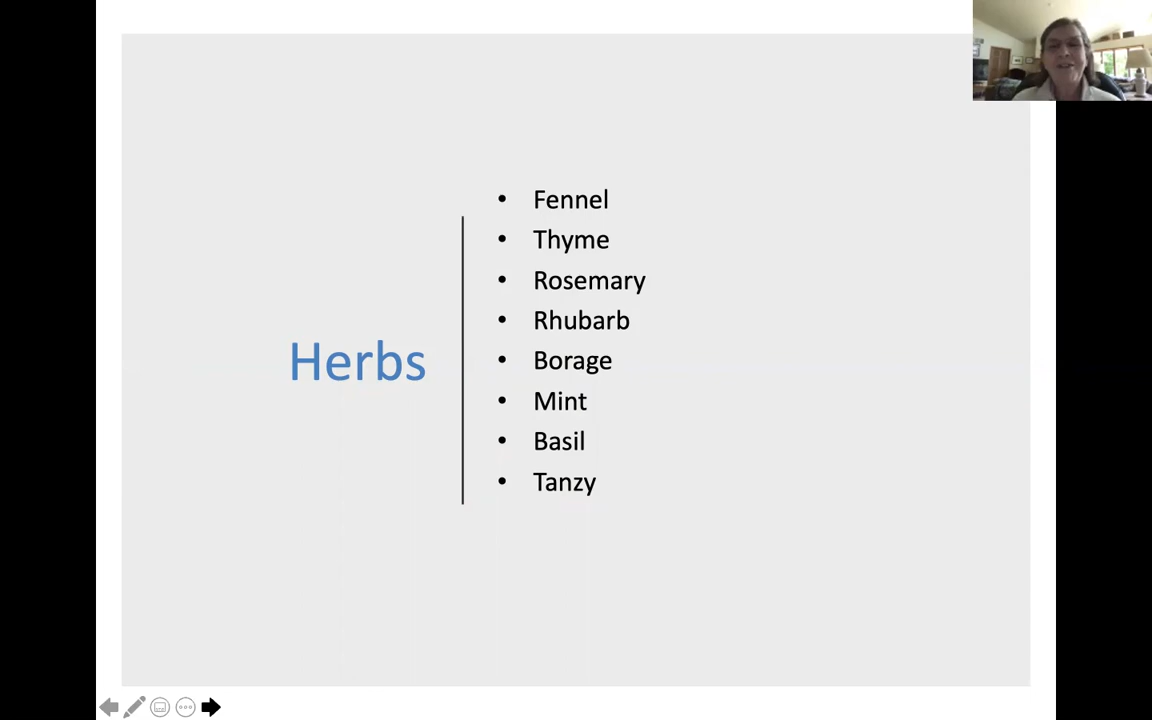 Herbs
• Fennel
• Thyme
• Rosemary
• Rhubarb
• Borage
• Mint
• Basil
• Tanzy